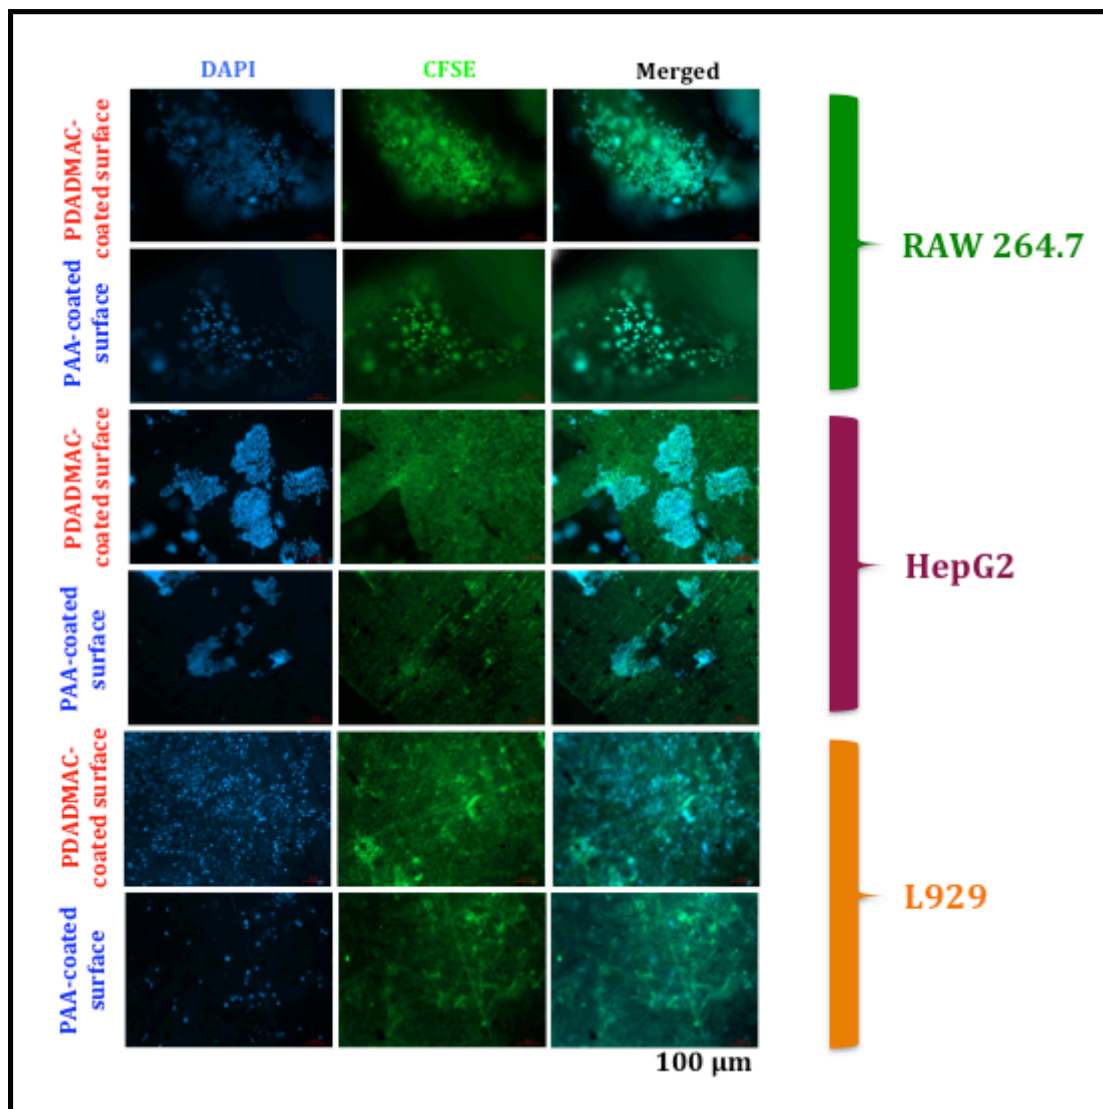 DAPI CFSE Merged
PDADMAC-
coated surface
PAA-coated
surface
RAW 264.7
PDADMAC-
coated surface
PAA-coated
surface
HepG2
PDADMAC-
coated surface
PAA-coated
surface
L929
100 μm